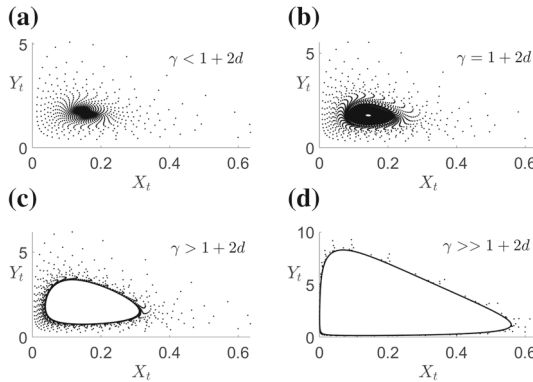 (a)
5
γ < 1 + 2d
Y_t
0
0 0.2 0.4 0.6
X_t
(b)
5
γ = 1 + 2d
Y_t
0
0 0.2 0.4 0.6
X_t
(c)
5
γ > 1 + 2d
Y_t
0
0 0.2 0.4 0.6
X_t
(d)
10
γ >> 1 + 2d
Y_t 5
0
0 0.2 0.4 0.6
X_t